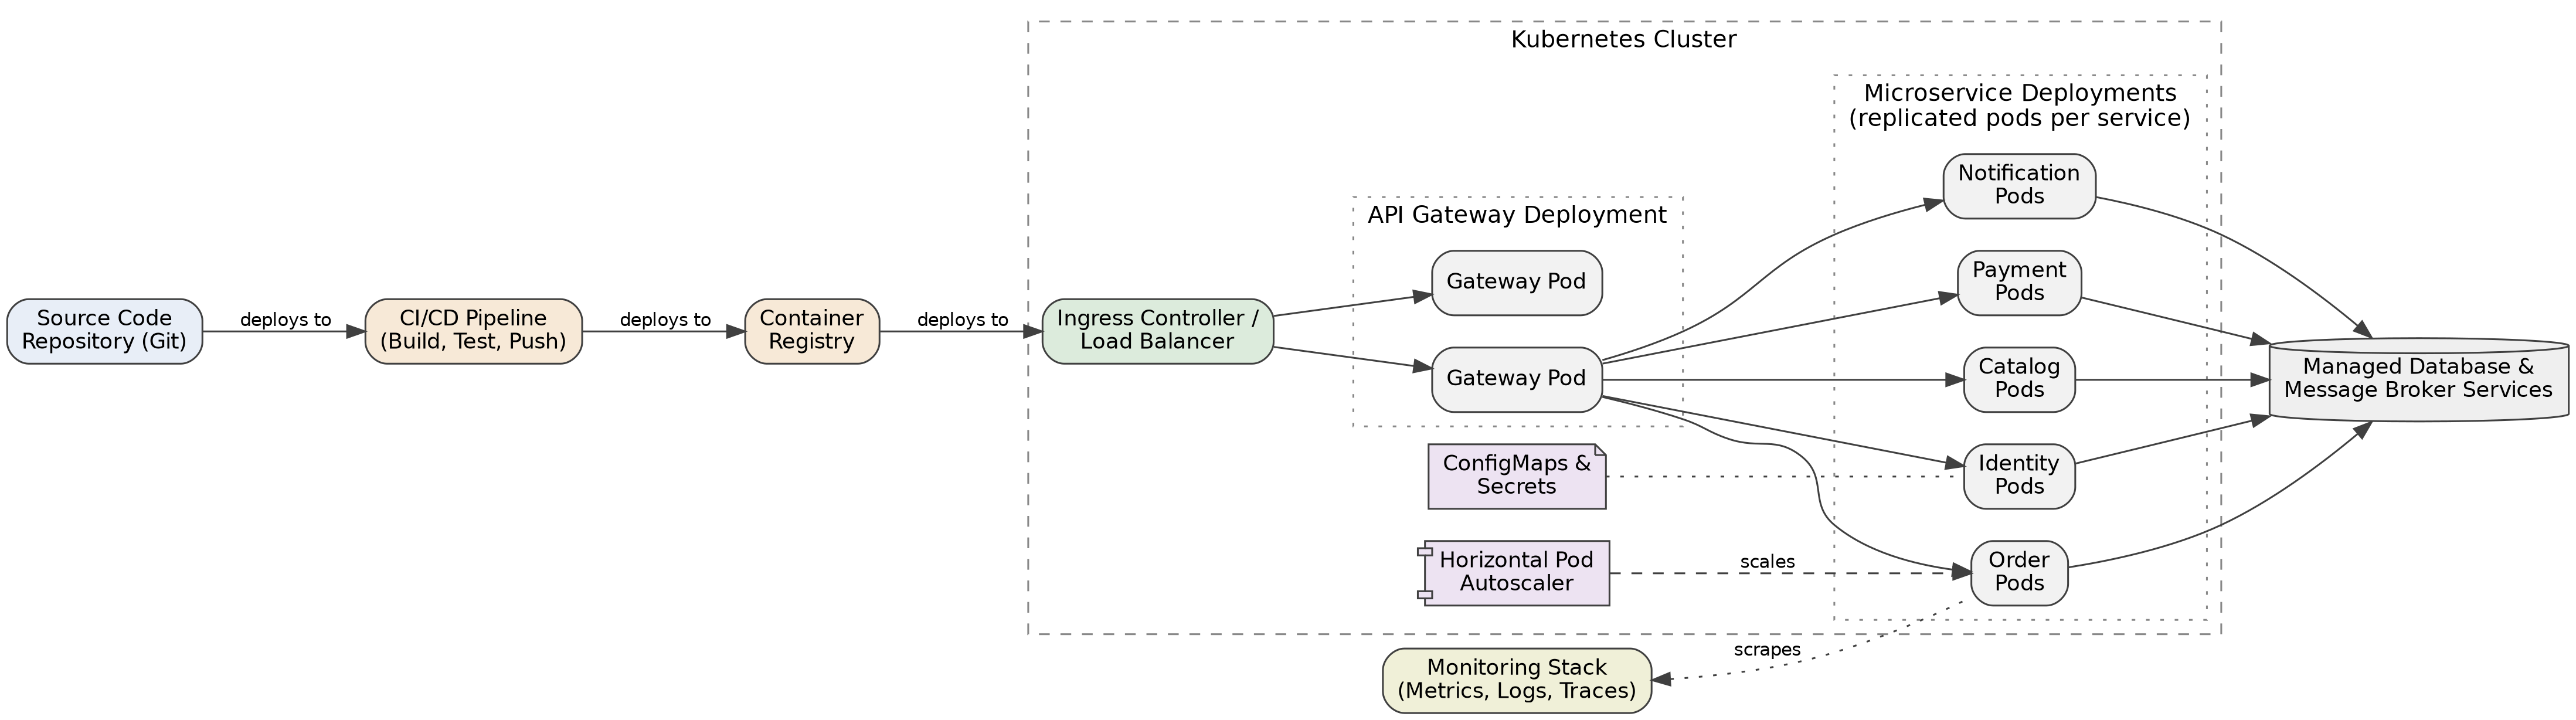 Kubernetes Cluster
Microservice Deployments
(replicated pods per service)
Notification
Pods
API Gateway Deployment
Gateway Pod
Payment
Pods
Source Code
Repository (Git)
deploys to
CI/CD Pipeline
(Build, Test, Push)
deploys to
Container
Registry
deploys to
Ingress Controller /
Load Balancer
Gateway Pod
Catalog
Pods
Managed Database &
Message Broker Services
ConfigMaps &
Secrets
Identity
Pods
Horizontal Pod
Autoscaler
scales
Order
Pods
scrapes
Monitoring Stack
(Metrics, Logs, Traces)